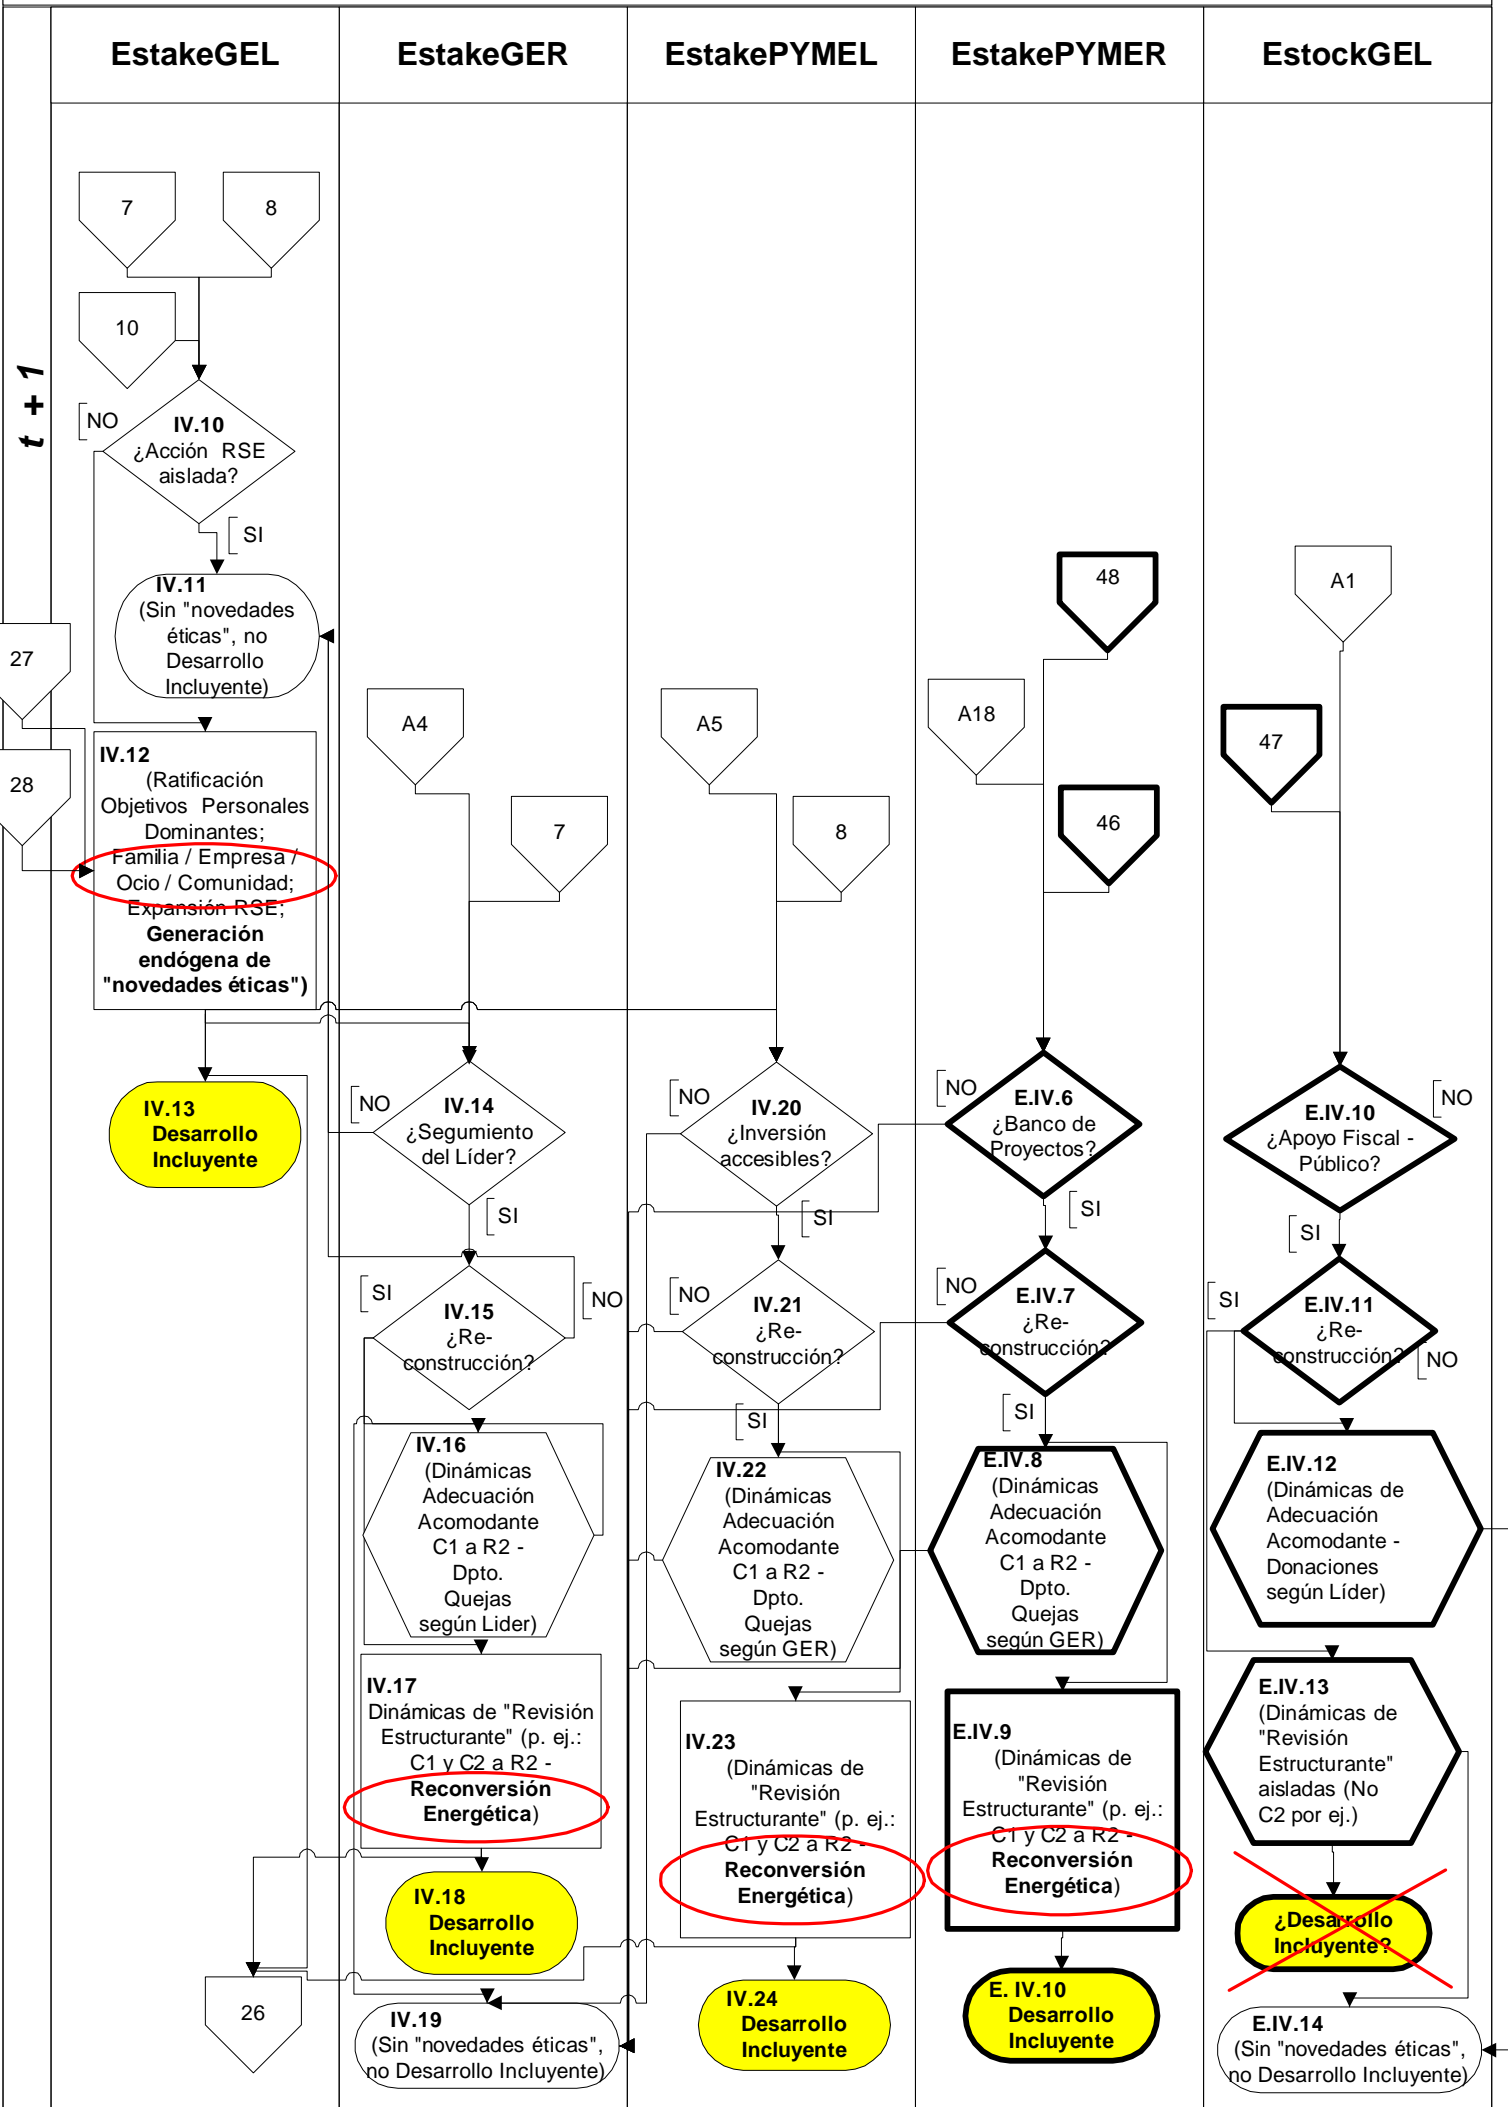 EstakeGEL
EstakeGER
EstakePYMEL
EstakePYMER
EstockGEL
t + 1
7
8
10
NO
IV.10
¿Acción RSE
aislada?
SI
IV.11
(Sin "novedades
éticas", no
Desarrollo
Incluyente)
27
28
IV.12
(Ratificación
Objetivos Personales
Dominantes;
Familia / Empresa /
Ocio / Comunidad;
Expansión RSE;
Generación
endógena de
"novedades éticas")
IV.13
Desarrollo
Incluyente
26
A4
7
NO
IV.14
¿Segumiento
del Líder?
SI
SI
IV.15
¿Re-
construcción?
NO
IV.16
(Dinámicas
Adecuación
Acomodante
C1 a R2 -
Dpto.
Quejas
según Lider)
IV.17
Dinámicas de "Revisión
Estructurante" (p. ej.:
C1 y C2 a R2 -
Reconversión
Energética)
IV.18
Desarrollo
Incluyente
IV.19
(Sin "novedades éticas",
no Desarrollo Incluyente)
A5
8
NO
IV.20
¿Inversión
accesibles?
SI
NO
IV.21
¿Re-
construcción?
SI
IV.22
(Dinámicas
Adecuación
Acomodante
C1 a R2 -
Dpto.
Quejas
según GER)
IV.23
(Dinámicas de
"Revisión
Estructurante" (p. ej.:
C1 y C2 a R2 -
Reconversión
Energética)
IV.24
Desarrollo
Incluyente
48
A18
46
NO
E.IV.6
¿Banco de
Proyectos?
SI
NO
E.IV.7
¿Re-
construcción?
SI
E.IV.8
(Dinámicas
Adecuación
Acomodante
C1 a R2 -
Dpto.
Quejas
según GER)
E.IV.9
(Dinámicas de
"Revisión
Estructurante" (p. ej.:
C1 y C2 a R2 -
Reconversión
Energética)
E. IV.10
Desarrollo
Incluyente
A1
47
NO
E.IV.10
¿Apoyo Fiscal -
Público?
SI
SI
E.IV.11
¿Re-
construcción?
NO
E.IV.12
(Dinámicas de
Adecuación
Acomodante -
Donaciones
según Líder)
E.IV.13
(Dinámicas de
"Revisión
Estructurante"
aisladas (No
C2 por ej.)
¿Desarrollo
Incluyente?
E.IV.14
(Sin "novedades éticas",
no Desarrollo Incluyente)